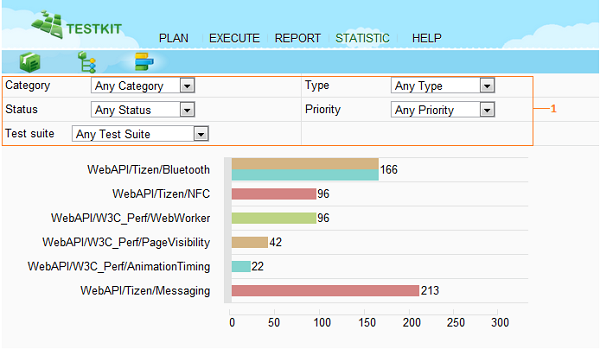 TESTKIT
PLAN EXECUTE REPORT STATISTIC HELP
Category Any Category Type Any Type
Status Any Status Priority Any Priority
1
Test suite Any Test Suite
WebAPI/Tizen/Bluetooth 166
WebAPI/Tizen/NFC 96
WebAPI/W3C_Perf/WebWorker 96
WebAPI/W3C_Perf/PageVisibility 42
WebAPI/W3C_Perf/AnimationTiming 22
WebAPI/Tizen/Messaging 213
0 50 100 150 200 250 300